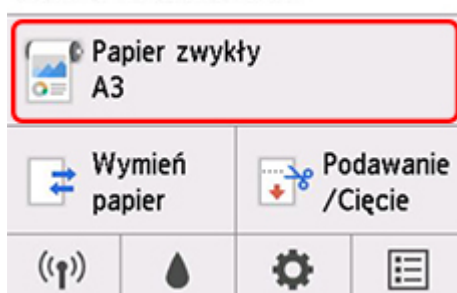 Papier zwykły
A3
Wymień
papier
Podawanie
/Cięcie